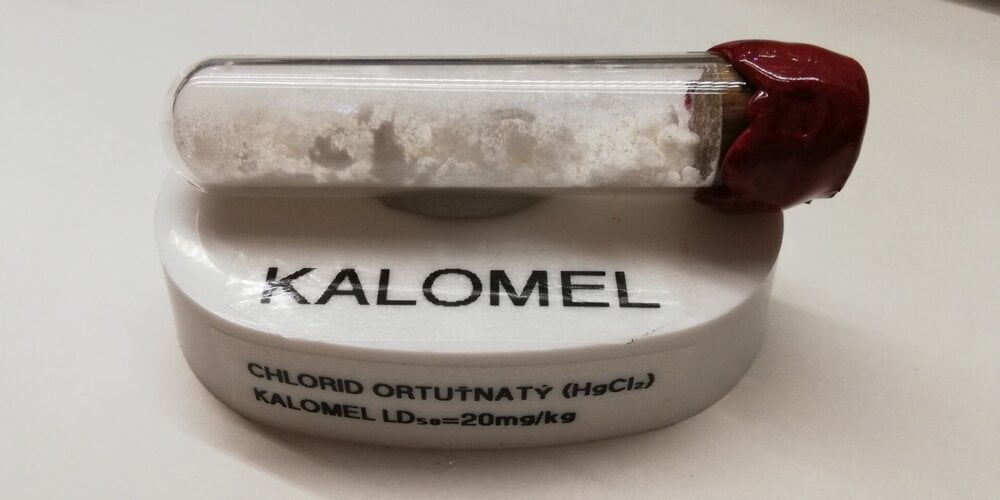 KALOMEL
CHLORID ORTUŤNATÝ (HgCl₂)
KALOMEL LD₅₀=20mg/kg